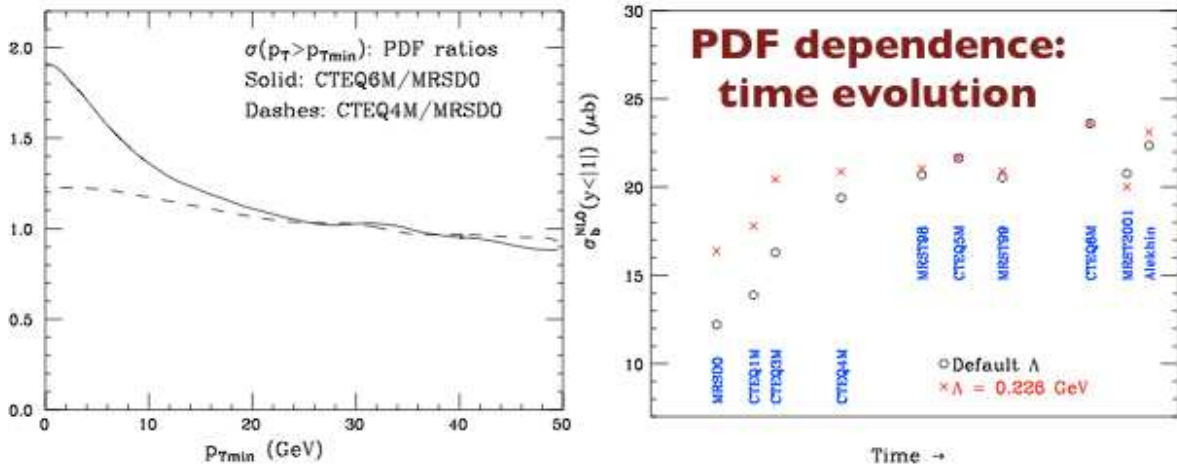 2.0
1.5
1.0
0.5
0.0
0 10 20 30 40 50
p_Tmin (GeV)
σ(p_T>p_Tmin): PDF ratios
Solid: CTEQ6M/MRSD0
Dashes: CTEQ4M/MRSD0
30
25
20
15
10
σ_b^NLO(y<|1|) (μb)
PDF dependence:
time evolution
MRSD0
CTEQ1M
CTEQ3M
CTEQ4M
MRST98
CTEQ5M
MRST99
CTEQ6M
MRST2001
Alekhin
○ Default Λ
× Λ = 0.226 GeV
Time →